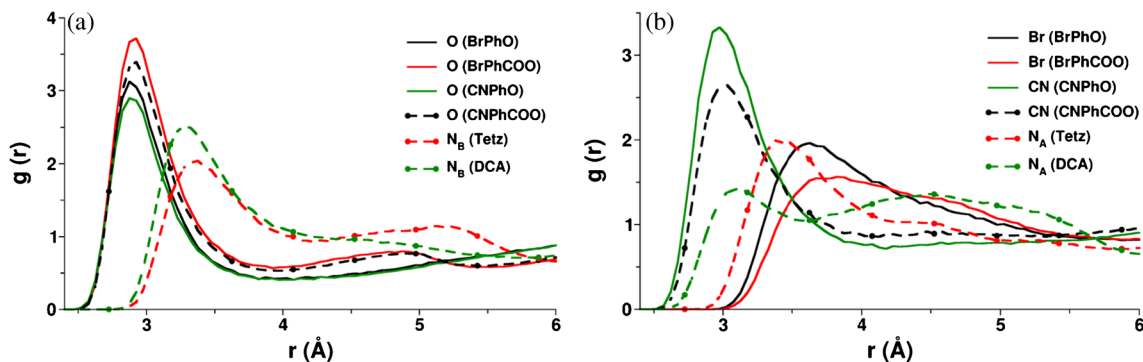 (a)
g (r)
4
3
2
1
0
O (BrPhO)
O (BrPhCOO)
O (CNPhO)
O (CNPhCOO)
N_B (Tetz)
N_B (DCA)
3 4 5 6
r (Å)
(b)
g (r)
3
2
1
0
Br (BrPhO)
Br (BrPhCOO)
CN (CNPhO)
CN (CNPhCOO)
N_A (Tetz)
N_A (DCA)
3 4 5 6
r (Å)